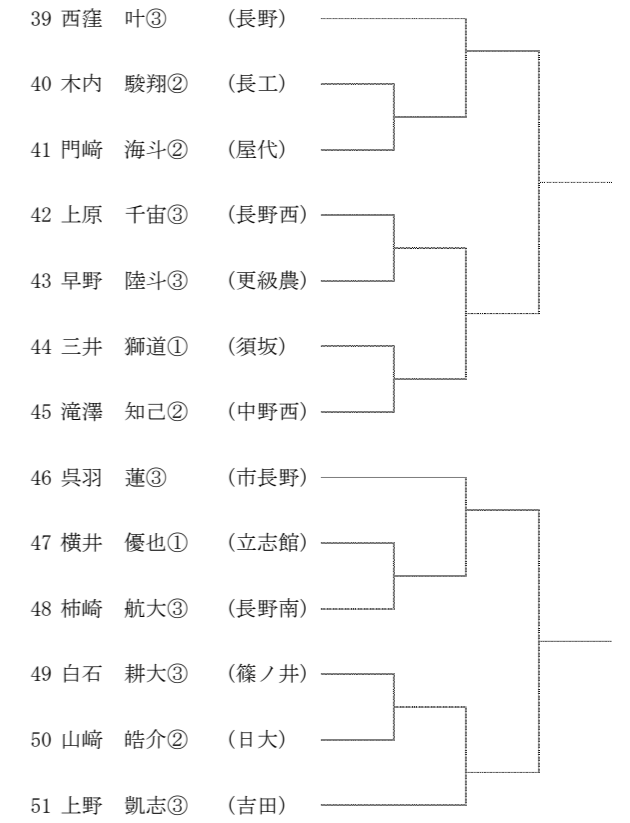 39 西窪　叶③　（長野）
40 木内　駿翔②　（長工）
41 門﨑　海斗②　（屋代）
42 上原　千宙③　（長野西）
43 早野　陸斗③　（更級農）
44 三井　獅道①　（須坂）
45 滝澤　知己②　（中野西）
46 呉羽　蓮③　（市長野）
47 横井　優也①　（立志館）
48 柿崎　航大③　（長野南）
49 白石　耕大③　（篠ノ井）
50 山﨑　皓介②　（日大）
51 上野　凱志③　（吉田）